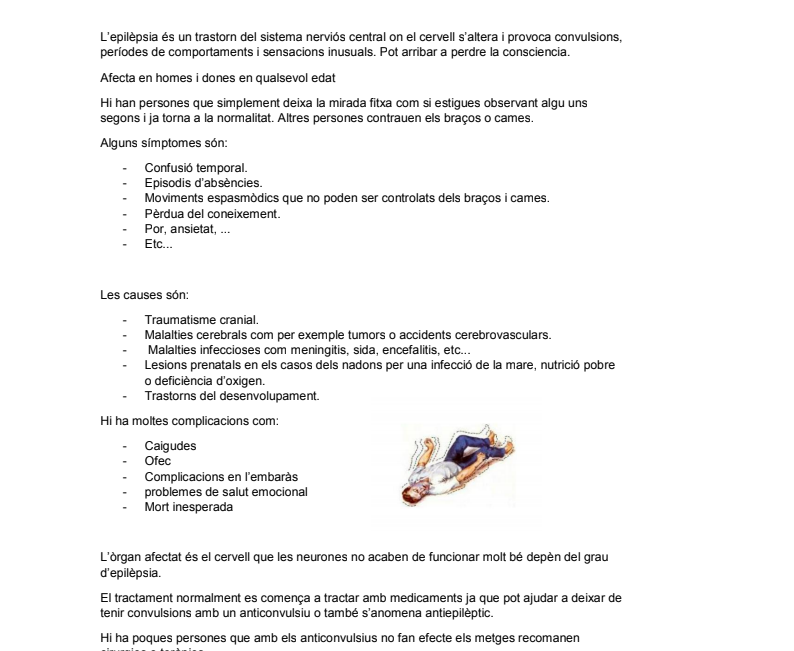 L'epilèpsia és un trastorn del sistema nerviós central on el cervell s'altera i provoca convulsions,
períodes de comportaments i sensacions inusuals. Pot arribar a perdre la consciencia.
Afecta en homes i dones en qualsevol edat
Hi han persones que simplement deixa la mirada fitxa com si estigues observant algu uns
segons i ja torna a la normalitat. Altres persones contrauen els braços o cames.
Alguns símptomes són:
- Confusió temporal.
- Episodis d'absències.
- Moviments espasmòdics que no poden ser controlats dels braços i cames.
- Pèrdua del coneixement.
- Por, ansietat, ...
- Etc...
Les causes són:
- Traumatisme cranial.
- Malalties cerebrals com per exemple tumors o accidents cerebrovasculars.
- Malalties infeccioses com meningitis, sida, encefalitis, etc...
- Lesions prenatals en els casos dels nadons per una infecció de la mare, nutrició pobre
o deficiència d'oxigen.
- Trastorns del desenvolupament.
Hi ha moltes complicacions com:
- Caigudes
- Ofec
- Complicacions en l'embaràs
- problemes de salut emocional
- Mort inesperada
L'òrgan afectat és el cervell que les neurones no acaben de funcionar molt bé depèn del grau
d'epilèpsia.
El tractament normalment es comença a tractar amb medicaments ja que pot ajudar a deixar de
tenir convulsions amb un anticonvulsiu o també s'anomena antiepilèptic.
Hi ha poques persones que amb els anticonvulsius no fan efecte els metges recomanen